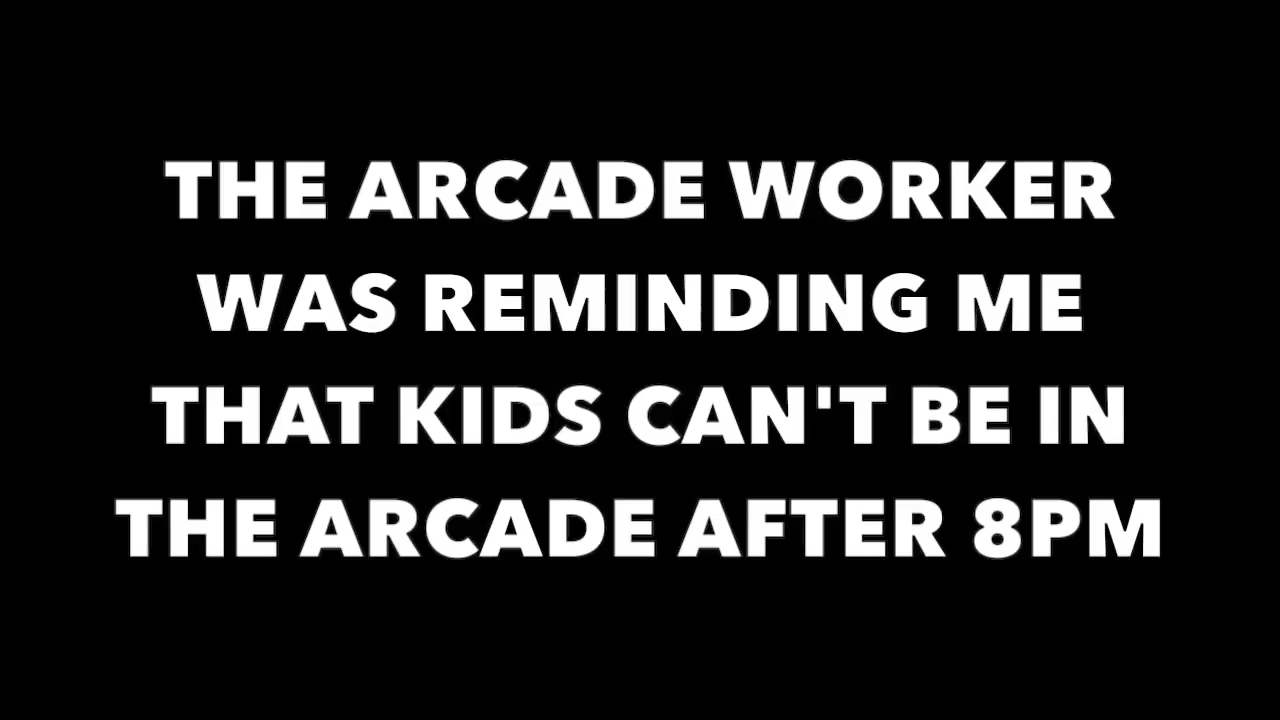 THE ARCADE WORKER
WAS REMINDING ME
THAT KIDS CAN'T BE IN
THE ARCADE AFTER 8PM